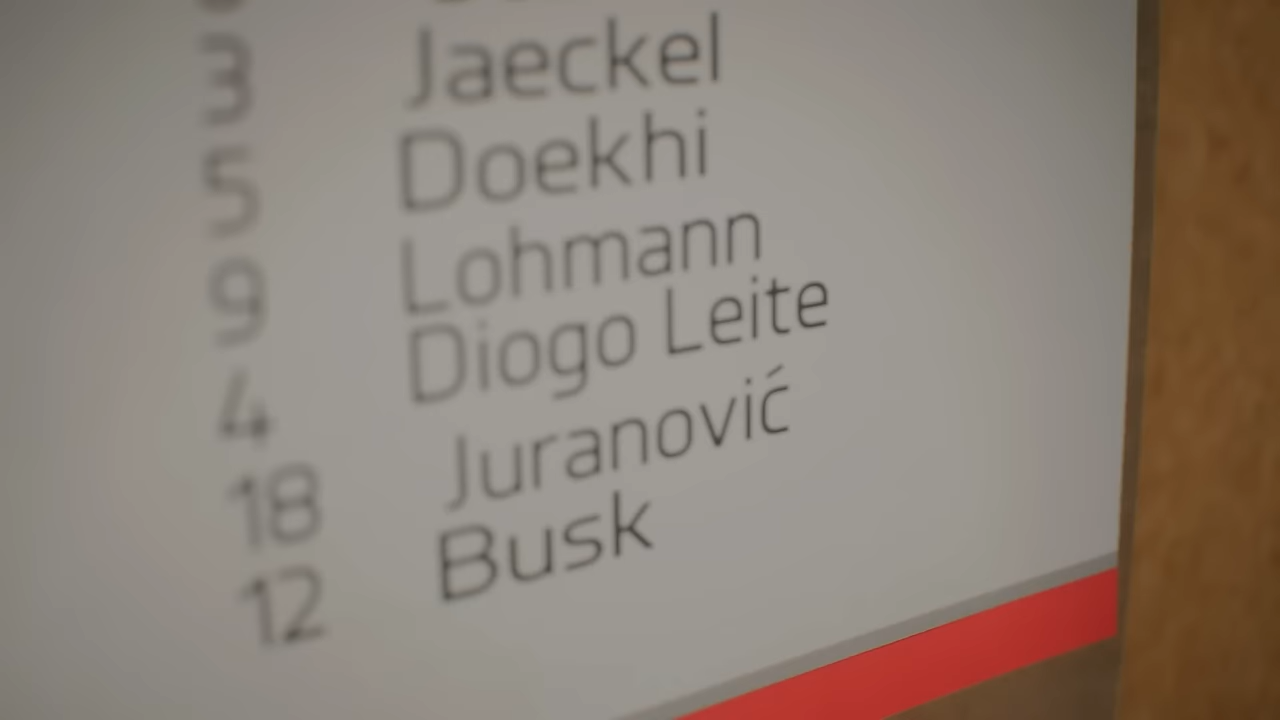 3 Jaeckel
5 Doekhi
9 Lohmann
4 Diogo Leite
18 Juranović
12 Busk